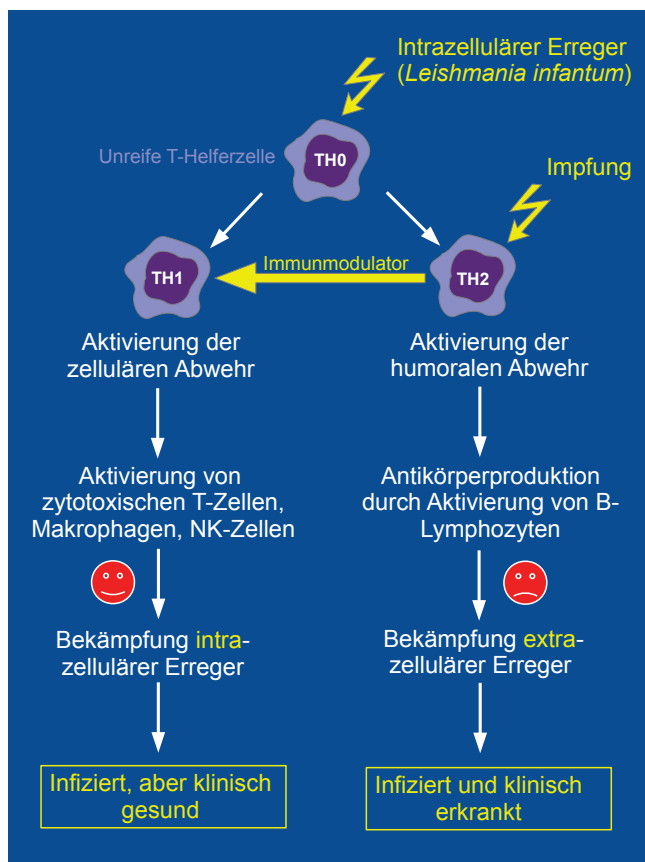 Intrazellulärer Erreger
(Leishmania infantum)
Unreife T-Helferzelle
TH0
Impfung
TH1
Immunmodulator
TH2
Aktivierung der
zellulären Abwehr
Aktivierung von
zytotoxischen T-Zellen,
Makrophagen, NK-Zellen
Bekämpfung intra-
zellulärer Erreger
Infiziert, aber klinisch
gesund
Aktivierung der
humoralen Abwehr
Antikörperproduktion
durch Aktivierung von B-
Lymphozyten
Bekämpfung extra-
zellulärer Erreger
Infiziert und klinisch
erkrankt